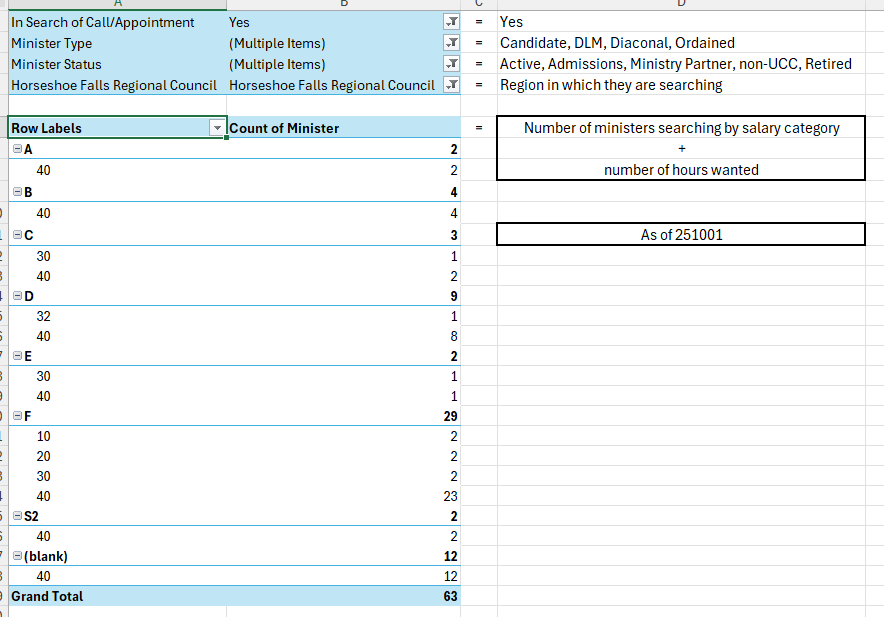 A B C D
In Search of Call/Appointment Yes = Yes
Minister Type (Multiple Items) = Candidate, DLM, Diaconal, Ordained
Minister Status (Multiple Items) = Active, Admissions, Ministry Partner, non-UCC, Retired
Horseshoe Falls Regional Council Horseshoe Falls Regional Council = Region in which they are searching
Row Labels Count of Minister = Number of ministers searching by salary category
A 2 +
40 2 number of hours wanted
B 4
40 4
C 3 As of 251001
30 1
40 2
D 9
32 1
40 8
E 2
30 1
40 1
F 29
10 2
20 2
30 2
40 23
S2 2
40 2
(blank) 12
40 12
Grand Total 63